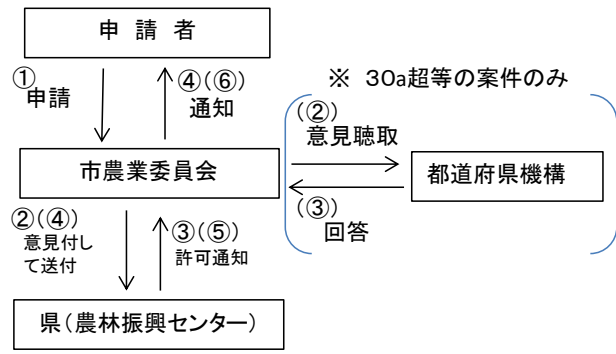 申 請 者
①
申請
④(⑥)
通知
※ 30a超等の案件のみ
(②)
意見聴取
市農業委員会
都道府県機構
(③)
回答
②(④)
意見付し
て送付
③(⑤)
許可通知
県(農林振興センター)